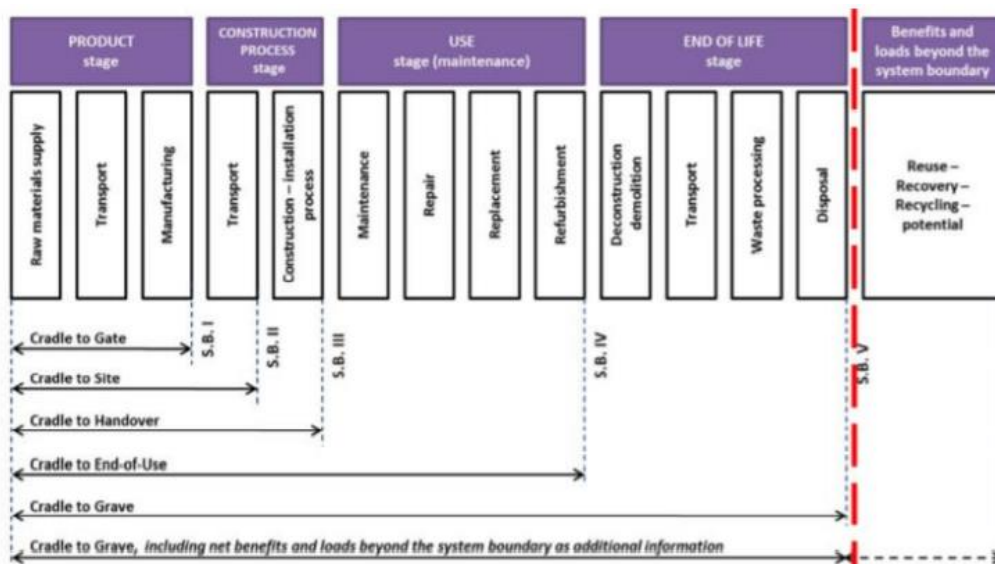 PRODUCT
stage
CONSTRUCTION
PROCESS
stage
USE
stage (maintenance)
END OF LIFE
stage
Benefits and
loads beyond the
system boundary
Raw materials supply
Transport
Manufacturing
Transport
Construction – installation
process
Maintenance
Repair
Replacement
Refurbishment
Deconstruction
demolition
Transport
Waste processing
Disposal
Reuse –
Recovery –
Recycling –
potential
S.B. I
S.B. II
S.B. III
S.B. IV
S.B. V
Cradle to Gate
Cradle to Site
Cradle to Handover
Cradle to End-of-Use
Cradle to Grave
Cradle to Grave, including net benefits and loads beyond the system boundary as additional information